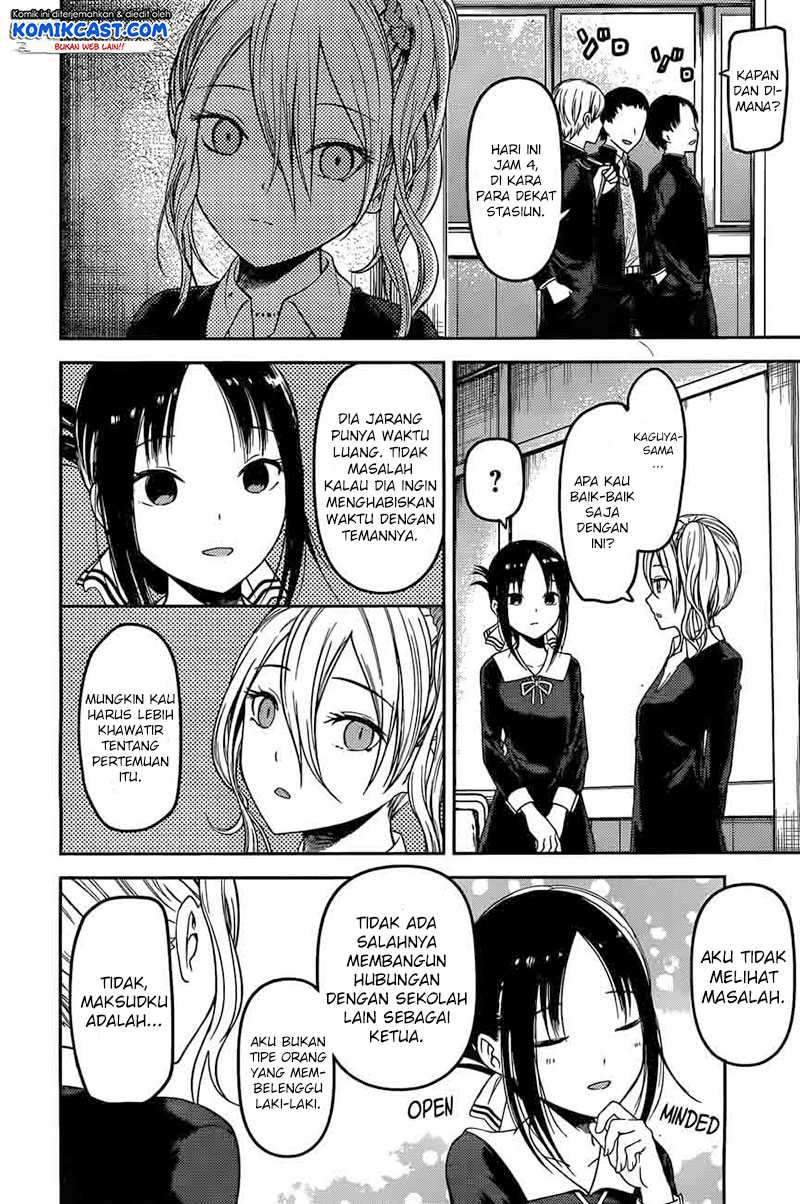 Komik ini diterjemahkan & diedit oleh
KOMIKCAST.COM
BUKAN WEB LAIN!!
KAPAN
DAN DI-
MANA?
HARI INI
JAM 4,
DI KARA
PARA DEKAT
STASIUN.
KAGUYA-
SAMA
...
APA KAU
BAIK-BAIK
SAJA
DENGAN
INI?
?
DIA JARANG
PUNYA WAKTU
LUANG. TIDAK
MASALAH
KALAU DIA INGIN
MENGHABISKAN
WAKTU DENGAN
TEMANNYA.
MUNGKIN KAU
HARUS LEBIH
KHAWATIR
TENTANG
PERTEMUAN
ITU.
AKU TIDAK
MELIHAT
MASALAH.
TIDAK ADA
SALAHNYA
MEMBANGUN
HUBUNGAN
DENGAN SEKOLAH
LAIN SEBAGAI
KETUA.
AKU BUKAN
TIPE ORANG
YANG MEM-
BELENGGU
LAKI-LAKI.
OPEN
MINDED
TIDAK,
MAKSUDKU
ADALAH...